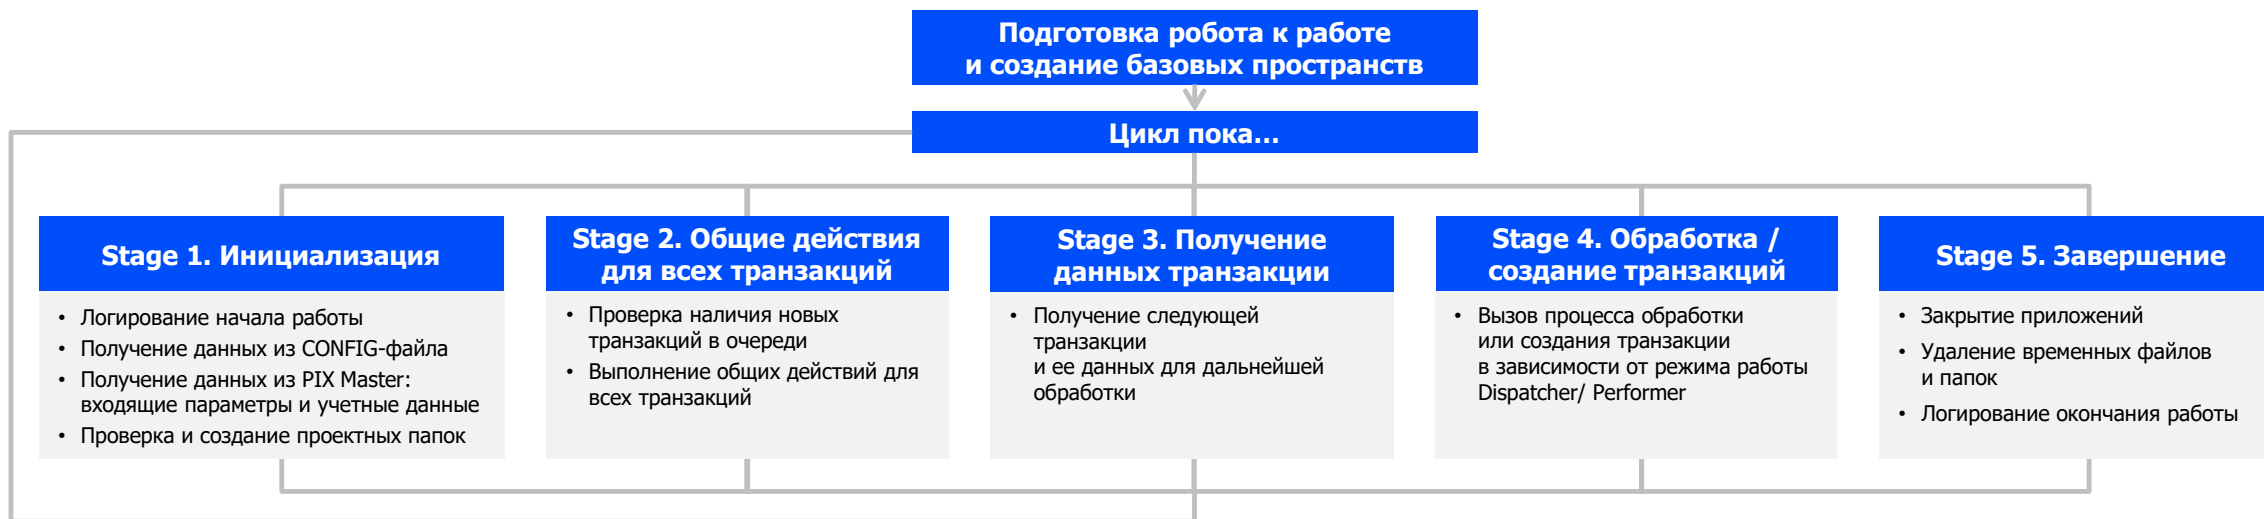 Подготовка робота к работе
и создание базовых пространств
Цикл пока...
Stage 1. Инициализация
• Логирование начала работы
• Получение данных из CONFIG-файла
• Получение данных из PIX Master:
входящие параметры и учетные данные
• Проверка и создание проектных папок
Stage 2. Общие действия
для всех транзакций
• Проверка наличия новых
транзакций в очереди
• Выполнение общих действий для
всех транзакций
Stage 3. Получение
данных транзакции
• Получение следующей
транзакции
и ее данных для дальнейшей
обработки
Stage 4. Обработка /
создание транзакций
• Вызов процесса обработки
или создания транзакции
в зависимости от режима работы
Dispatcher/ Performer
Stage 5. Завершение
• Закрытие приложений
• Удаление временных файлов
и папок
• Логирование окончания работы